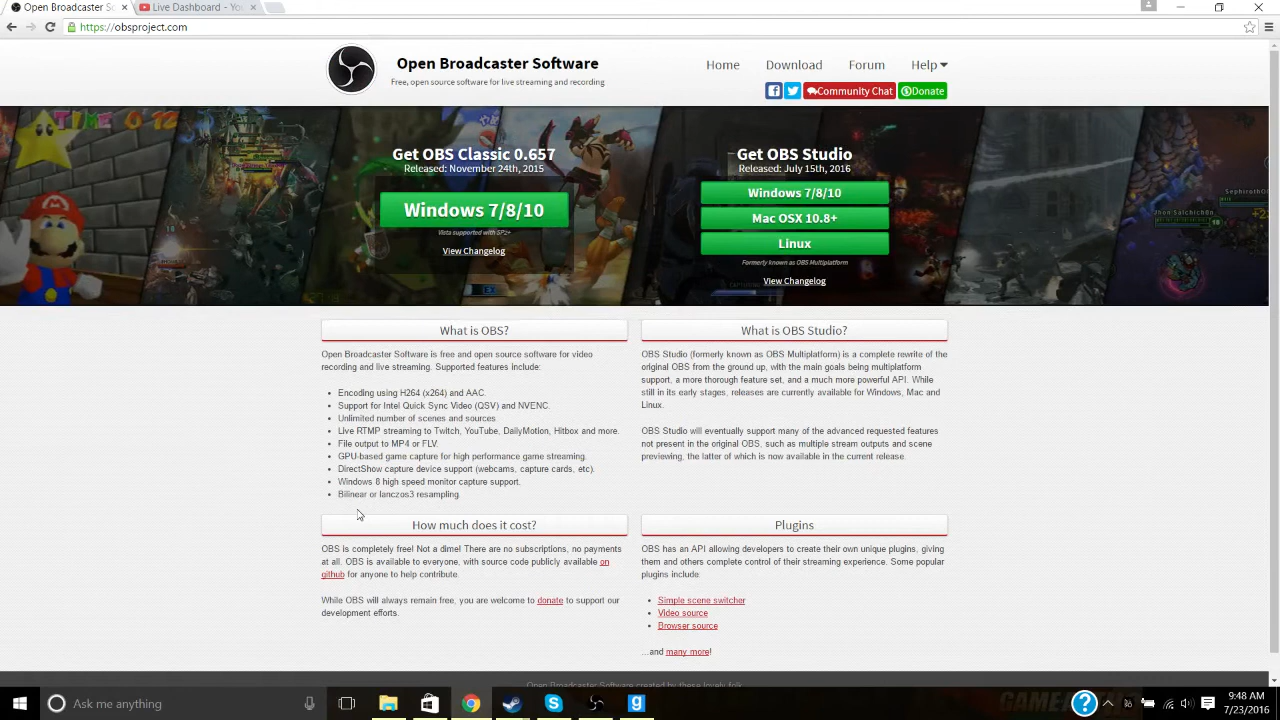 Open Broadcaster So
Live Dashboard - Yo
https://obsproject.com
Open Broadcaster Software
Free, open source software for live streaming and recording
Home Download Forum Help
Community Chat Donate
TIME 0 12
Get OBS Classic 0.657
Released: November 24th, 2015
Windows 7/8/10
Vista supported with SP2+
View Changelog
Get OBS Studio
Released: July 15th, 2016
Windows 7/8/10
Mac OSX 10.8+
Linux
Formerly known as OBS Multiplatform
View Changelog
What is OBS?
Open Broadcaster Software is free and open source software for video
recording and live streaming. Supported features include:
Encoding using H264 (x264) and AAC.
Support for Intel Quick Sync Video (QSV) and NVENC.
Unlimited number of scenes and sources.
Live RTMP streaming to Twitch, YouTube, DailyMotion, Hitbox and more.
File output to MP4 or FLV.
GPU-based game capture for high performance game streaming.
DirectShow capture device support (webcams, capture cards, etc).
Windows 8 high speed monitor capture support.
Bilinear or lanczos3 resampling.
What is OBS Studio?
OBS Studio (formerly known as OBS Multiplatform) is a complete rewrite of the
original OBS from the ground up, with the main goals being multiplatform
support, a more thorough feature set, and a much more powerful API. While
still in its early stages, releases are currently available for Windows, Mac and
Linux.
OBS Studio will eventually support many of the advanced requested features
not present in the original OBS, such as multiple stream outputs and scene
previewing, the latter of which is now available in the current release.
How much does it cost?
OBS is completely free! Not a dime! There are no subscriptions, no payments
at all. OBS is available to everyone, with source code publicly available on
github for anyone to help contribute.
While OBS will always remain free, you are welcome to donate to support our
development efforts.
Plugins
OBS has an API allowing developers to create their own unique plugins, giving
them and others complete control of their streaming experience. Some popular
plugins include:
Simple scene switcher
Video source
Browser source
...and many more!
Open Broadcaster Software created by these lovely folk
Ask me anything
9:48 AM
7/23/2016